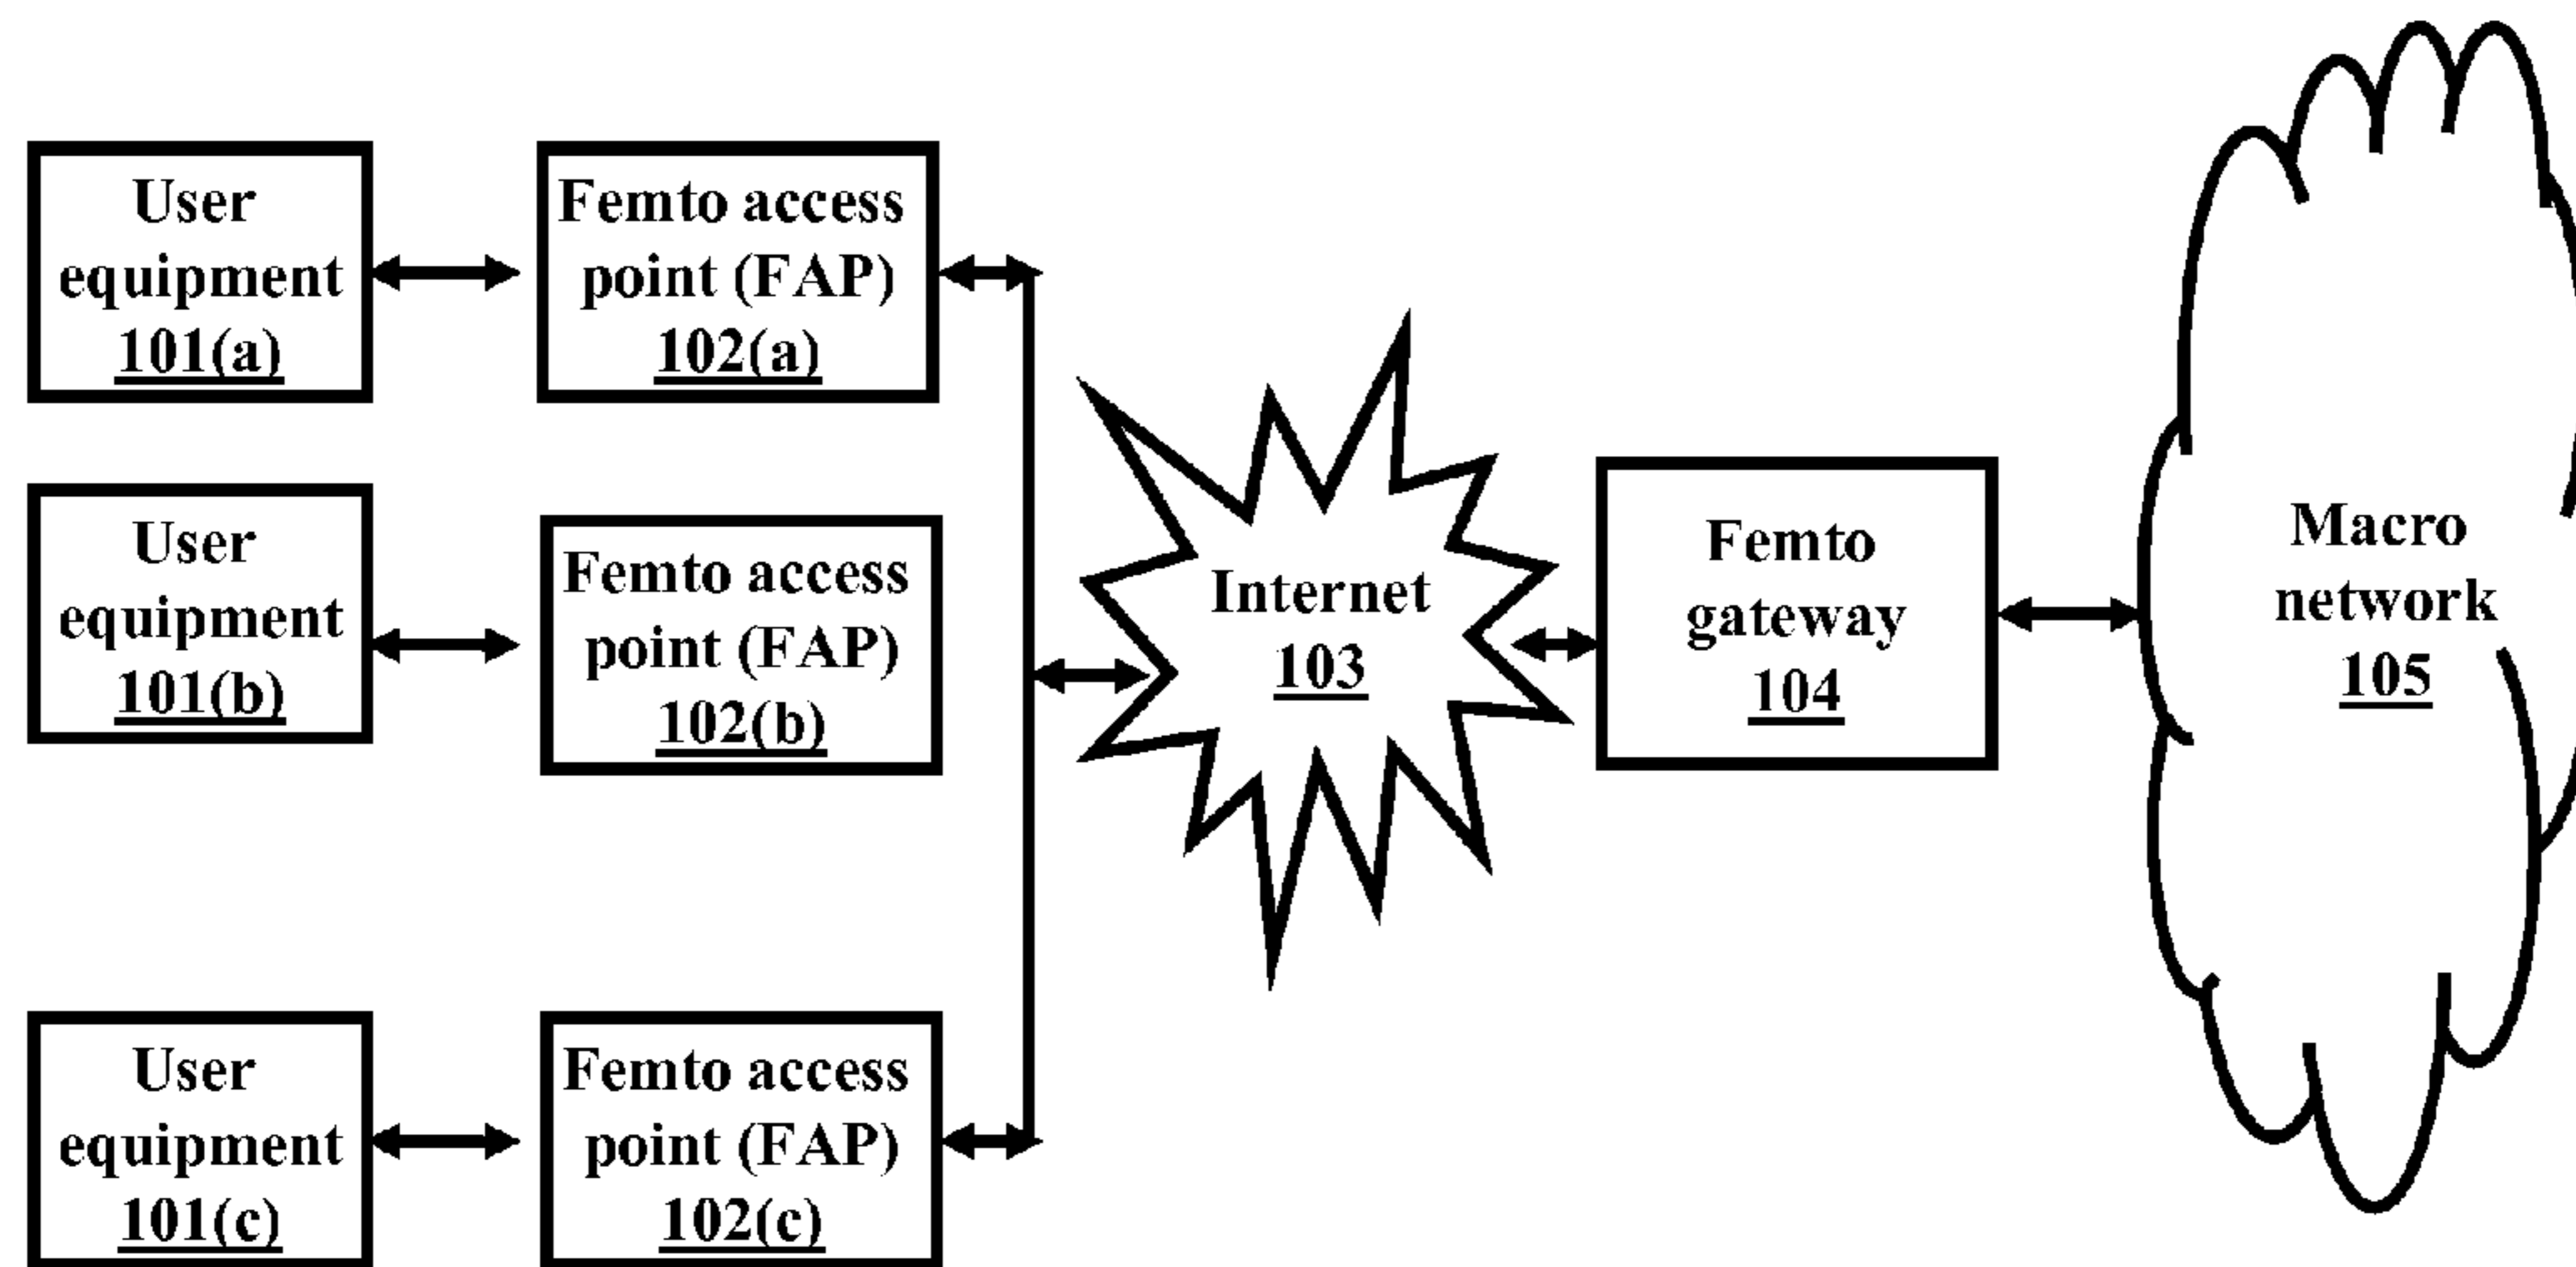 User
equipment
101(a)
Femto access
point (FAP)
102(a)
User
equipment
101(b)
Femto access
point (FAP)
102(b)
User
equipment
101(c)
Femto access
point (FAP)
102(c)
Internet
103
Femto
gateway
104
Macro
network
105